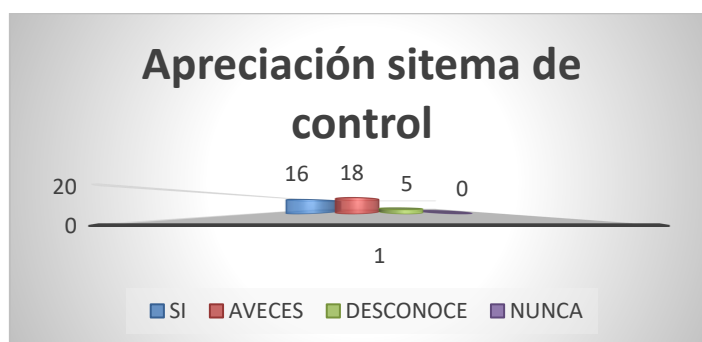 Apreciación sitema de
control
16 18 5 0
20
0
1
SI AVECES DESCONOCE NUNCA